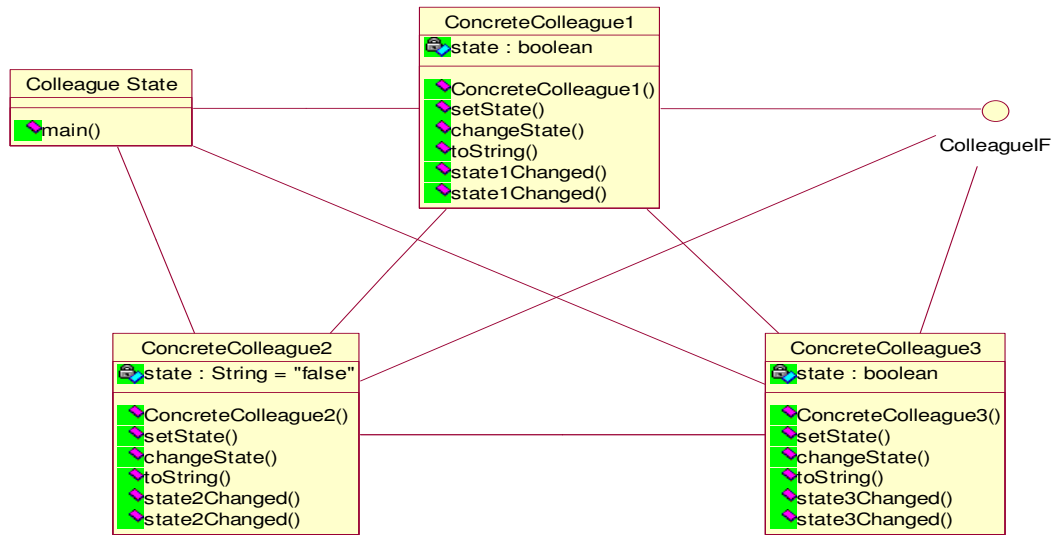 ConcreteColleague1
state : boolean
ConcreteColleague1()
setState()
changeState()
toString()
state1Changed()
state1Changed()
Colleague State
main()
ColleagueIF
ConcreteColleague2
state : String = "false"
ConcreteColleague2()
setState()
changeState()
toString()
state2Changed()
state2Changed()
ConcreteColleague3
state : boolean
ConcreteColleague3()
setState()
changeState()
toString()
state3Changed()
state3Changed()